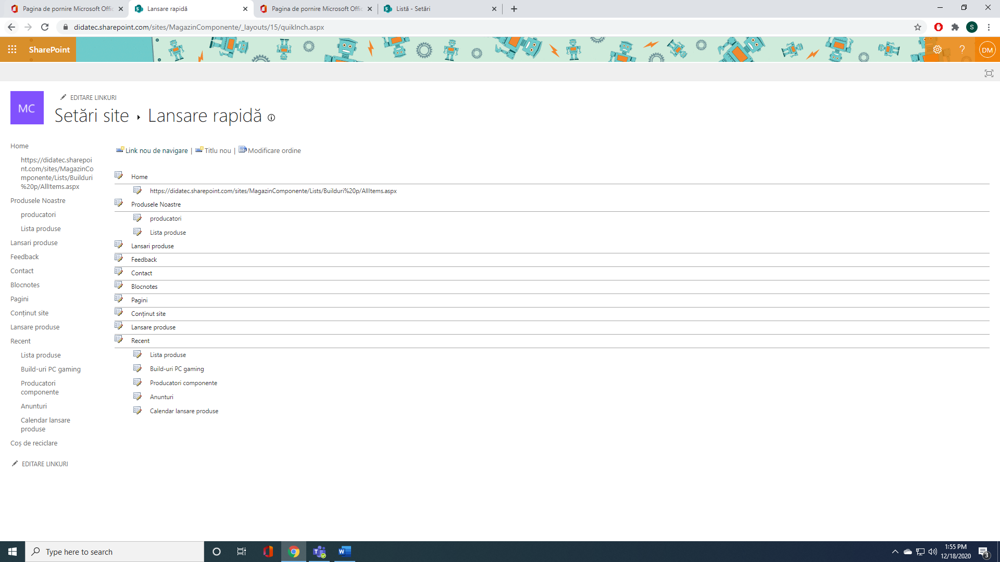 Pagina de pornire Microsoft Offic
Lansare rapidă
Pagina de pornire Microsoft Offic
Listă - Setări
didatec.sharepoint.com/sites/MagazinComponente/_layouts/15/quiklnch.aspx
S
SharePoint
?
DM
MC
EDITARE LINKURI
Setări site ▸ Lansare rapidă
Home
https://didatec.sharepoi
nt.com/sites/MagazinCo
mponente/Lists/Builduri
%20p/AllItems.aspx
Produsele Noastre
producatori
Lista produse
Lansari produse
Feedback
Contact
Blocnotes
Pagini
Conținut site
Lansare produse
Recent
Lista produse
Build-uri PC gaming
Producatori
componente
Anunturi
Calendar lansare
produse
Coș de reciclare
EDITARE LINKURI
Link nou de navigare | Titlu nou | Modificare ordine
Home
https://didatec.sharepoint.com/sites/MagazinComponente/Lists/Builduri%20p/AllItems.aspx
Produsele Noastre
producatori
Lista produse
Lansari produse
Feedback
Contact
Blocnotes
Pagini
Conținut site
Lansare produse
Recent
Lista produse
Build-uri PC gaming
Producatori componente
Anunturi
Calendar lansare produse
Type here to search
1:55 PM
12/18/2020
3